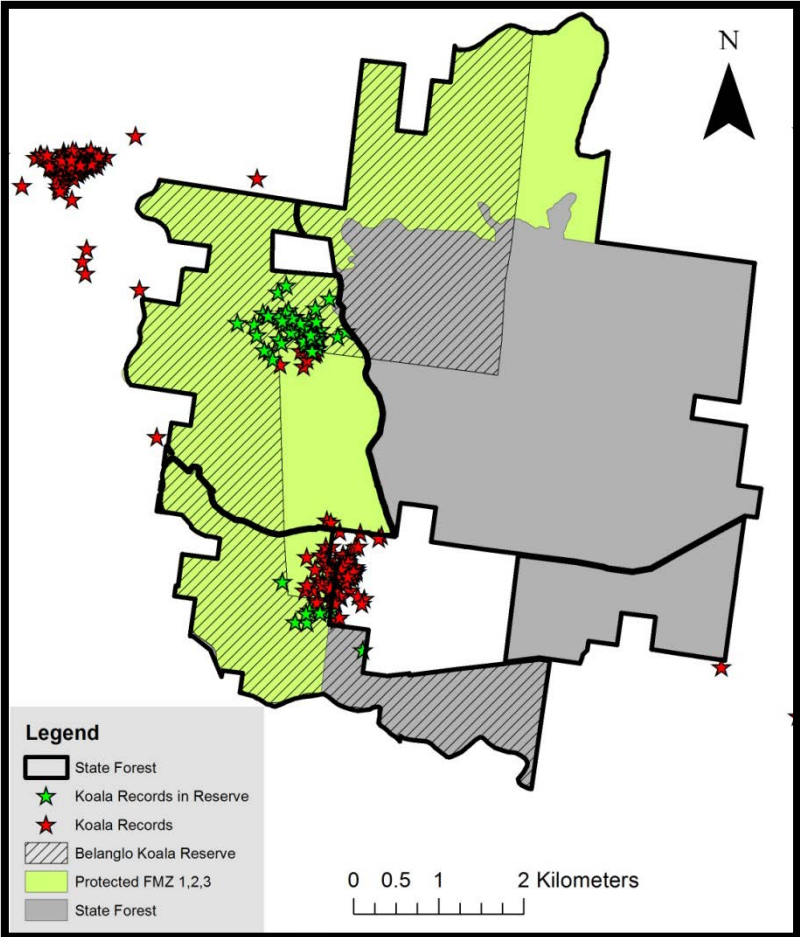 N
Legend
State Forest
Koala Records in Reserve
Koala Records
Belanglo Koala Reserve
Protected FMZ 1,2,3
State Forest
0 0.5 1 2 Kilometers